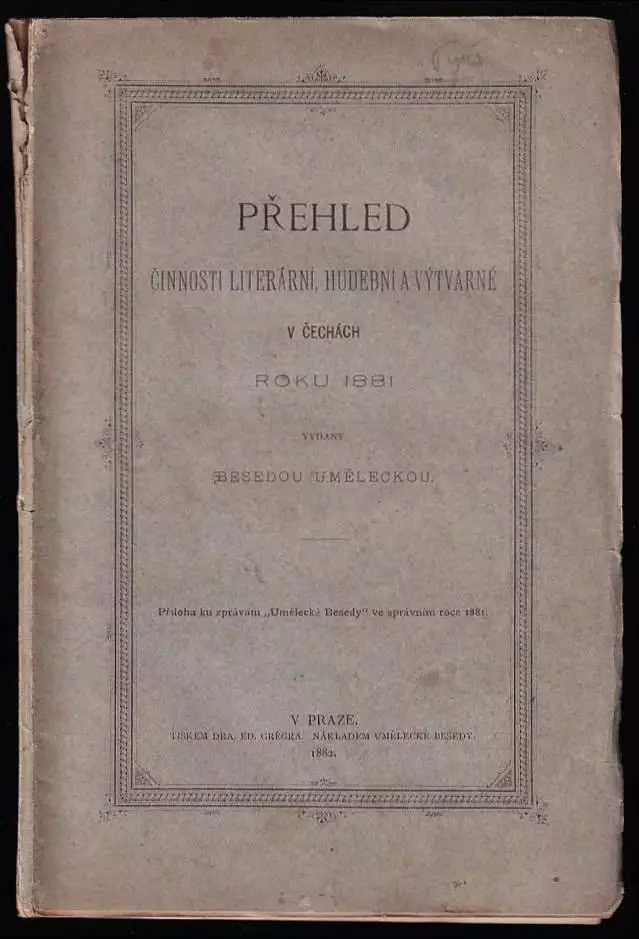 PŘEHLED
ČINNOSTI LITERÁRNÍ, HUDEBNÍ A VÝTVARNÉ
V ČECHÁCH
ROKU 1881
VYDANÝ
BESEDOU UMĚLECKOU.
Příloha ku zprávám „Umělecké Besedy“ ve správním roce 1881.
V PRAZE.
TISKEM DRA. ED. GRÉGRA. NÁKLADEM UMĚLECKÉ BESEDY.
1882.